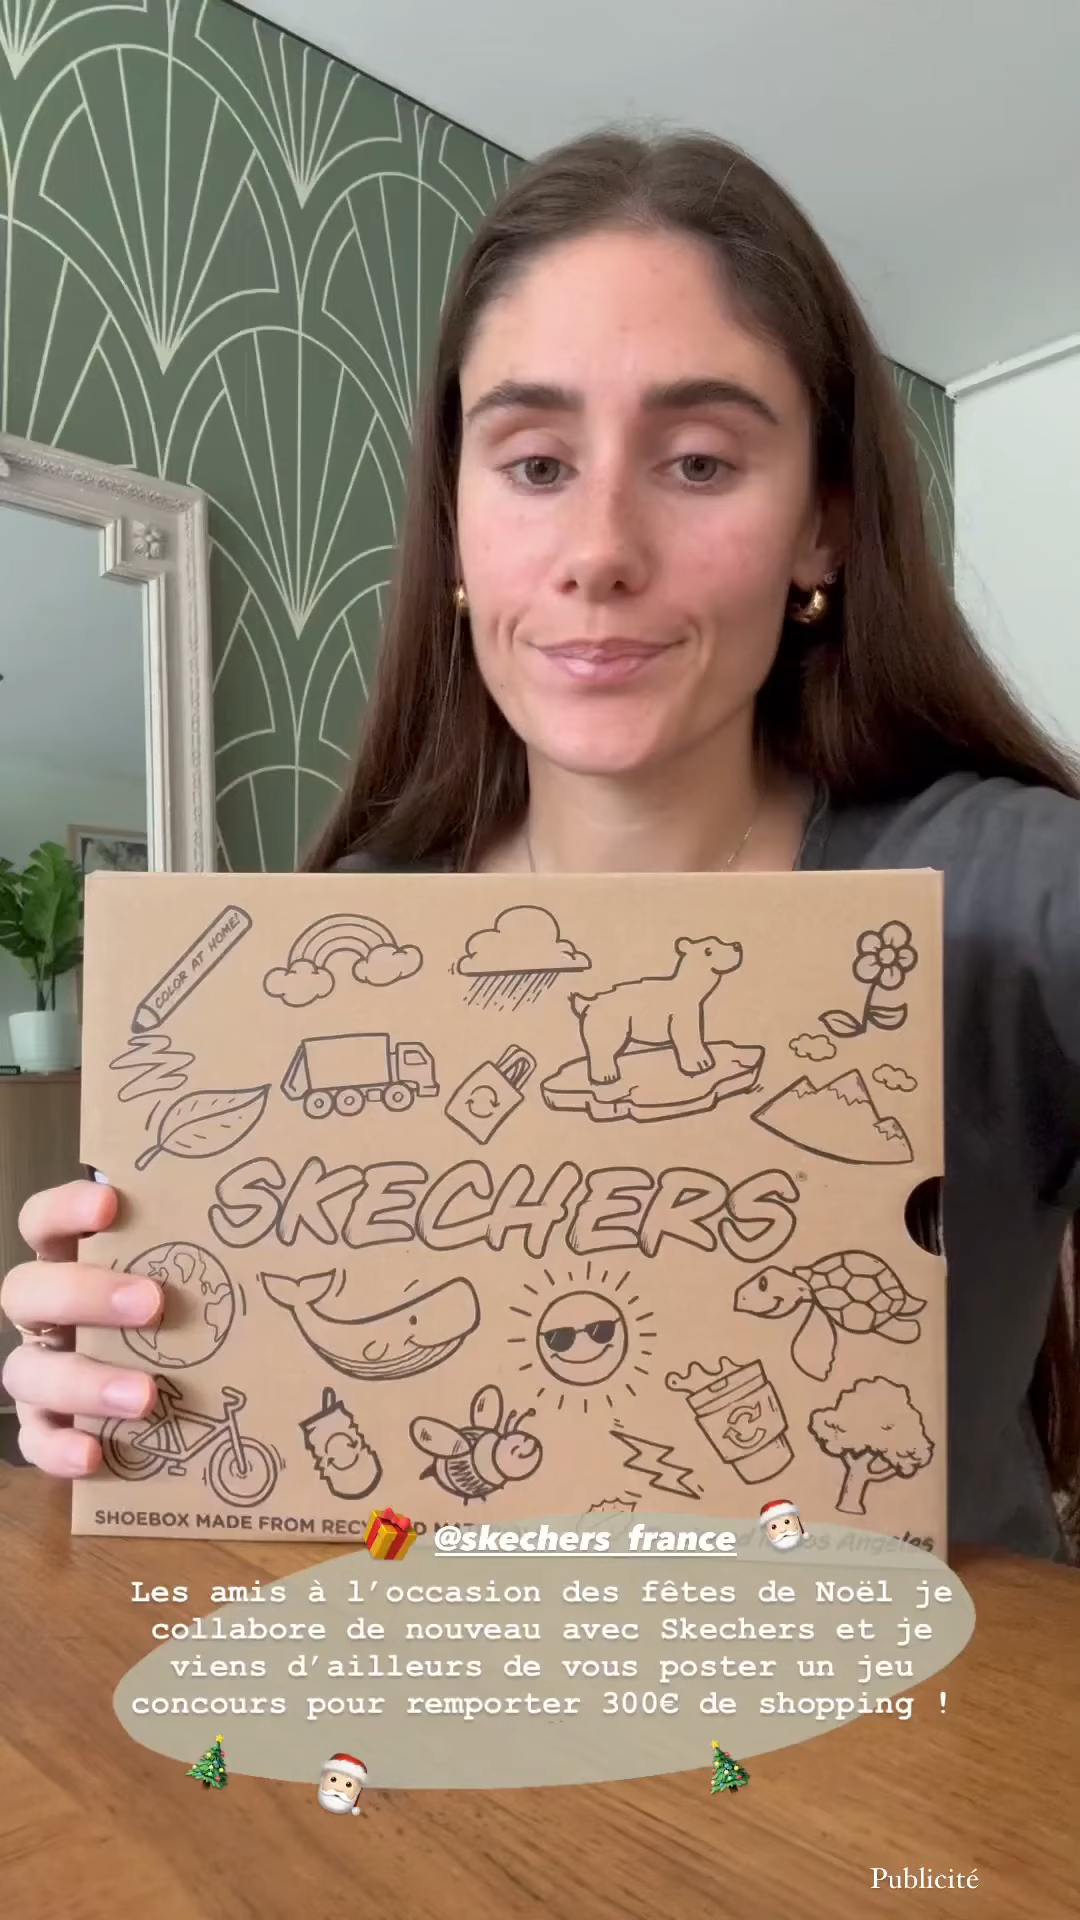 COLOR AT HOME!
SKECHERS®
SHOEBOX MADE FROM
@skechers_france
Angeles
Les amis à l’occasion des fêtes de Noël je
collabore de nouveau avec Skechers et je
viens d’ailleurs de vous poster un jeu
concours pour remporter 300€ de shopping !
Publicité